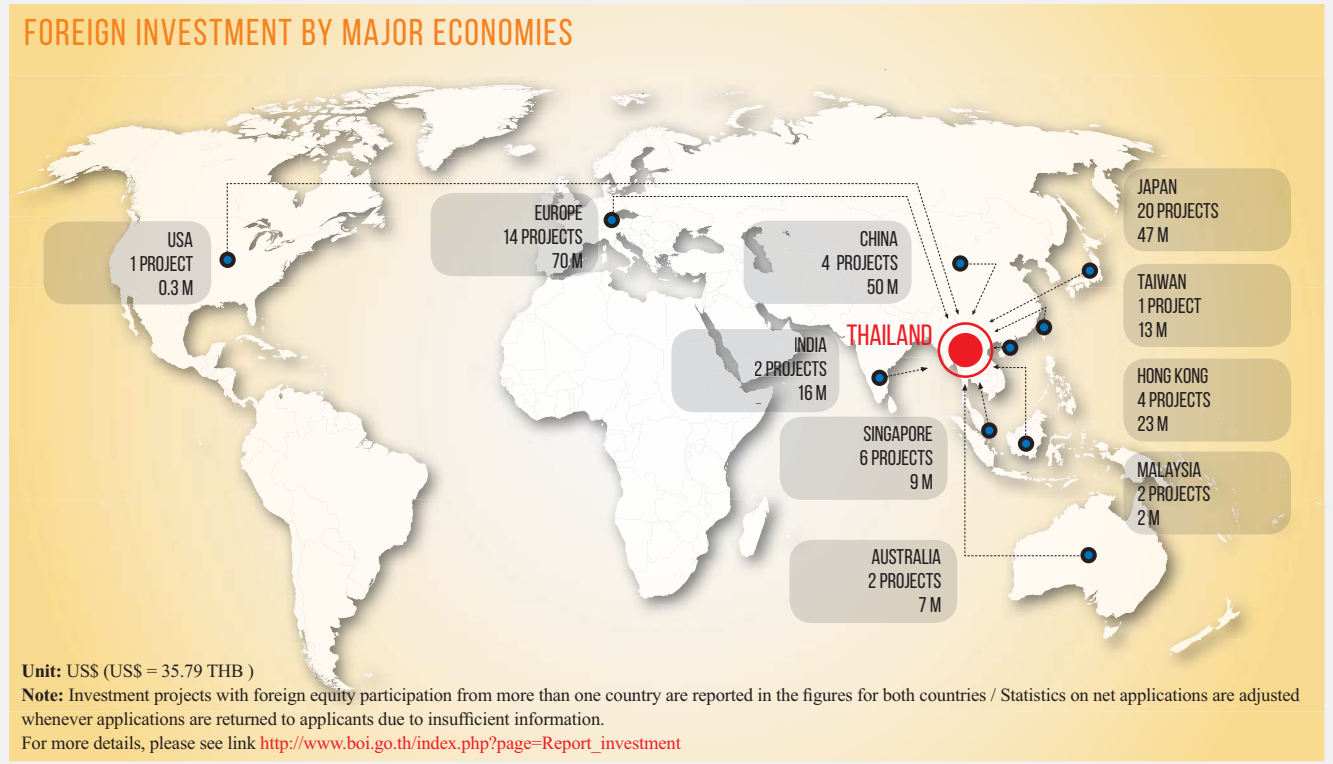 FOREIGN INVESTMENT BY MAJOR ECONOMIES
USA
1 PROJECT
0.3 M
EUROPE
14 PROJECTS
70 M
CHINA
4 PROJECTS
50 M
INDIA
2 PROJECTS
16 M
THAILAND
SINGAPORE
6 PROJECTS
9 M
AUSTRALIA
2 PROJECTS
7 M
JAPAN
20 PROJECTS
47 M
TAIWAN
1 PROJECT
13 M
HONG KONG
4 PROJECTS
23 M
MALAYSIA
2 PROJECTS
2 M
Unit: US$ (US$ = 35.79 THB )
Note: Investment projects with foreign equity participation from more than one country are reported in the figures for both countries / Statistics on net applications are adjusted
whenever applications are returned to applicants due to insufficient information.
For more details, please see link http://www.boi.go.th/index.php?page=Report_investment